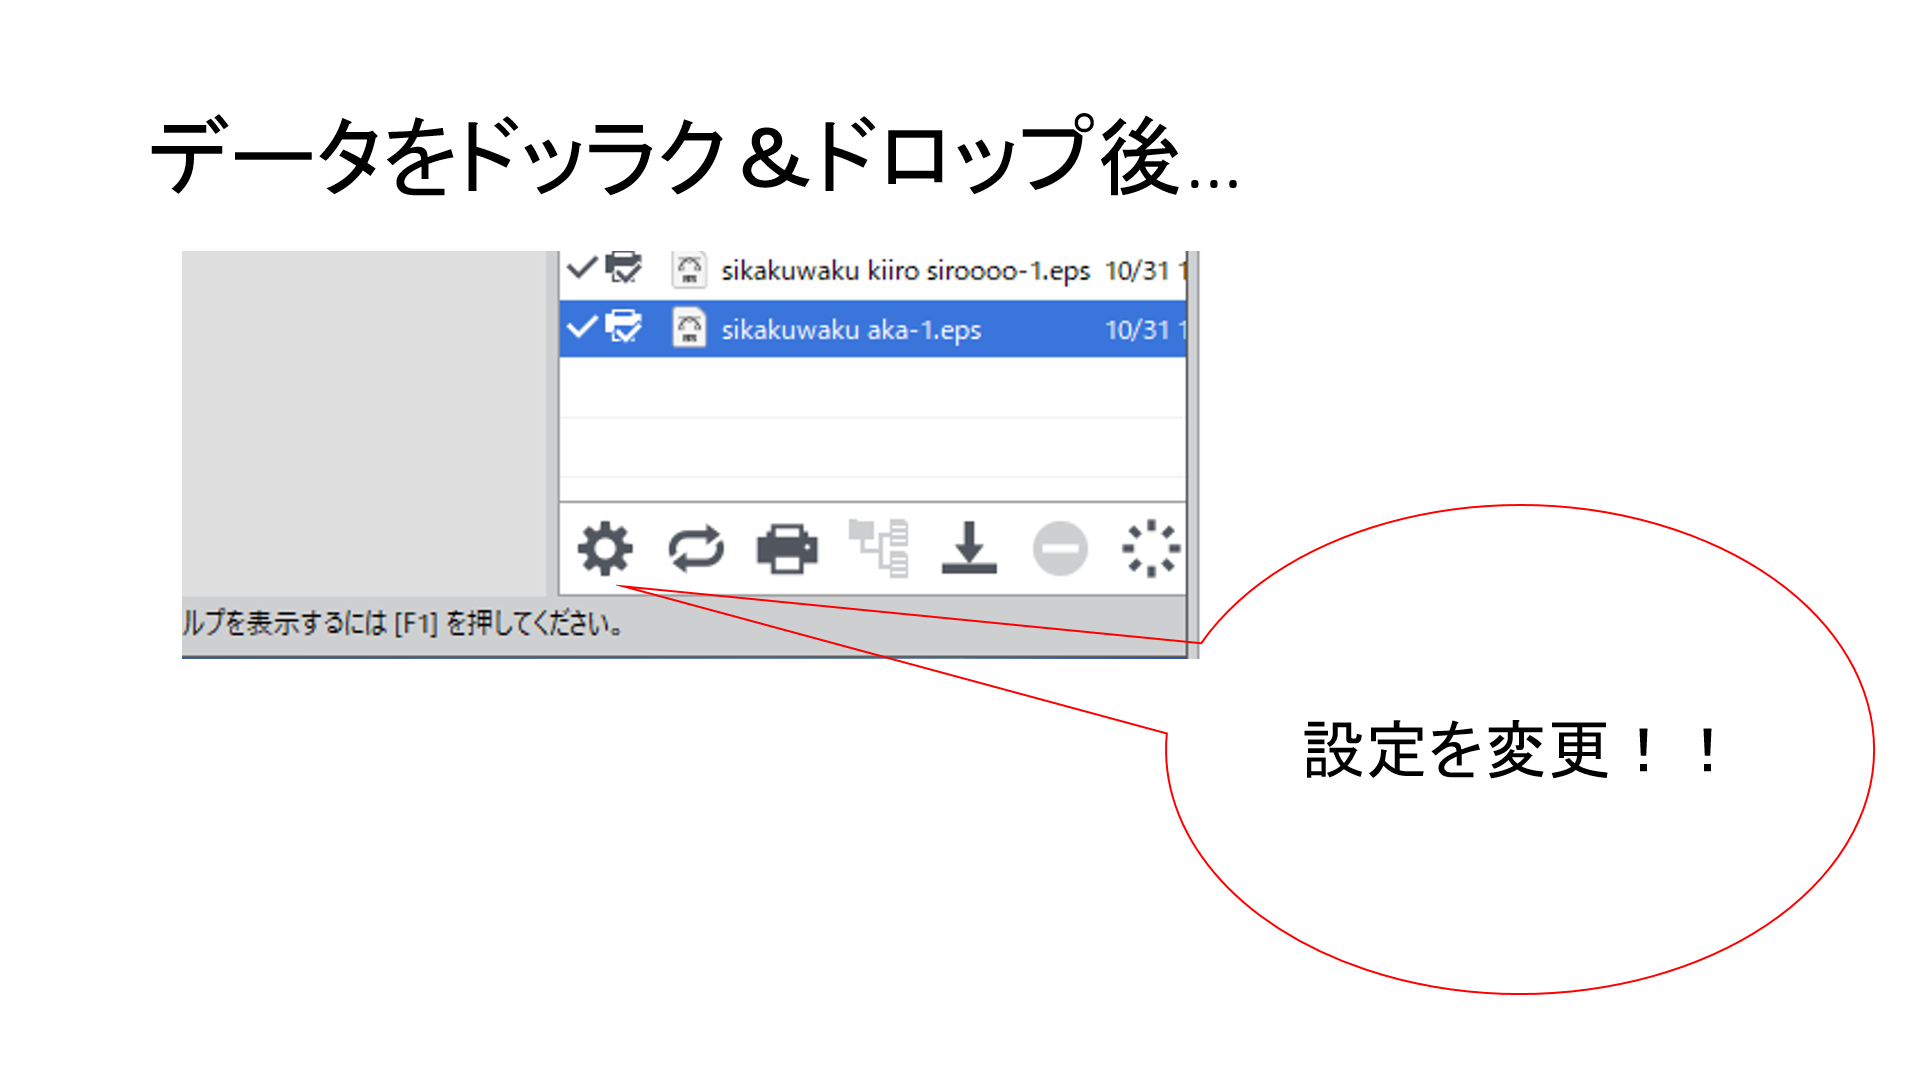 データをドッラク＆ドロップ後…
sikakuwaku kiiro siroooo-1.eps 10/31 1
sikakuwaku aka-1.eps 10/31 1
ルプを表示するには [F1] を押してください。
設定を変更！！